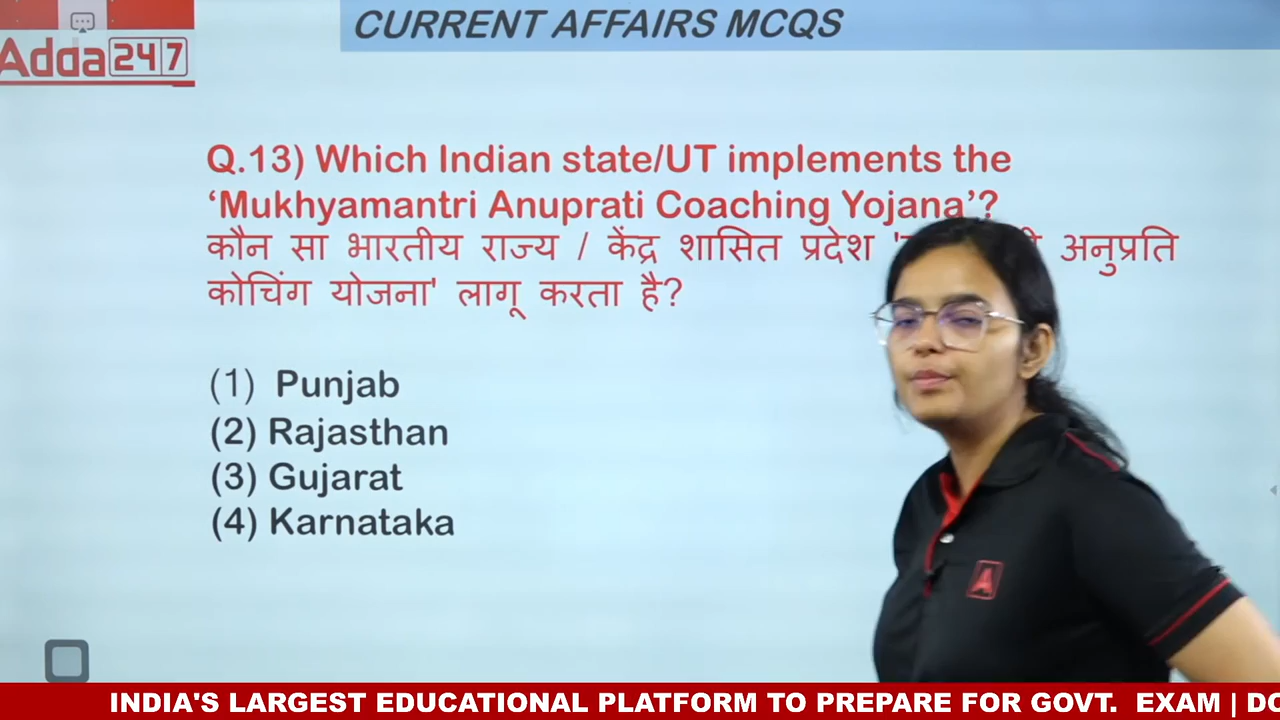 CURRENT AFFAIRS MCQS
Adda247
Q.13) Which Indian state/UT implements the
‘Mukhyamantri Anuprati Coaching Yojana’?
कौन सा भारतीय राज्य / केंद्र शासित प्रदेश अनुप्रति
कोचिंग योजना' लागू करता है?
(1) Punjab
(2) Rajasthan
(3) Gujarat
(4) Karnataka
A
INDIA'S LARGEST EDUCATIONAL PLATFORM TO PREPARE FOR GOVT. EXAM |